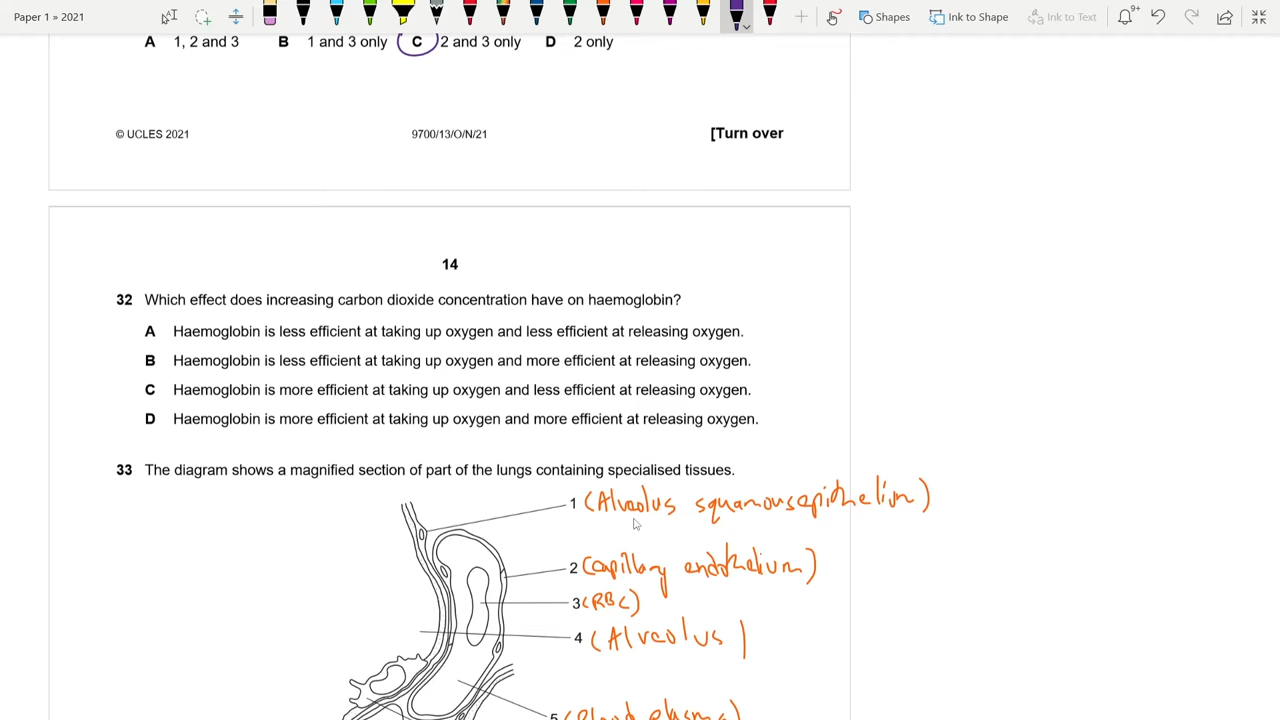 Paper 1 » 2021
Shapes
Ink to Shape
Ink to Text
9+
A 1, 2 and 3 B 1 and 3 only C 2 and 3 only D 2 only
© UCLES 2021 9700/13/O/N/21 [Turn over
14
32 Which effect does increasing carbon dioxide concentration have on haemoglobin?
A Haemoglobin is less efficient at taking up oxygen and less efficient at releasing oxygen.
B Haemoglobin is less efficient at taking up oxygen and more efficient at releasing oxygen.
C Haemoglobin is more efficient at taking up oxygen and less efficient at releasing oxygen.
D Haemoglobin is more efficient at taking up oxygen and more efficient at releasing oxygen.
33 The diagram shows a magnified section of part of the lungs containing specialised tissues.
1 (Alveolus squamous epithelium)
2 (capillary endothelium)
3 (RBC)
4 (Alveolus)
5 (Blood plasma)